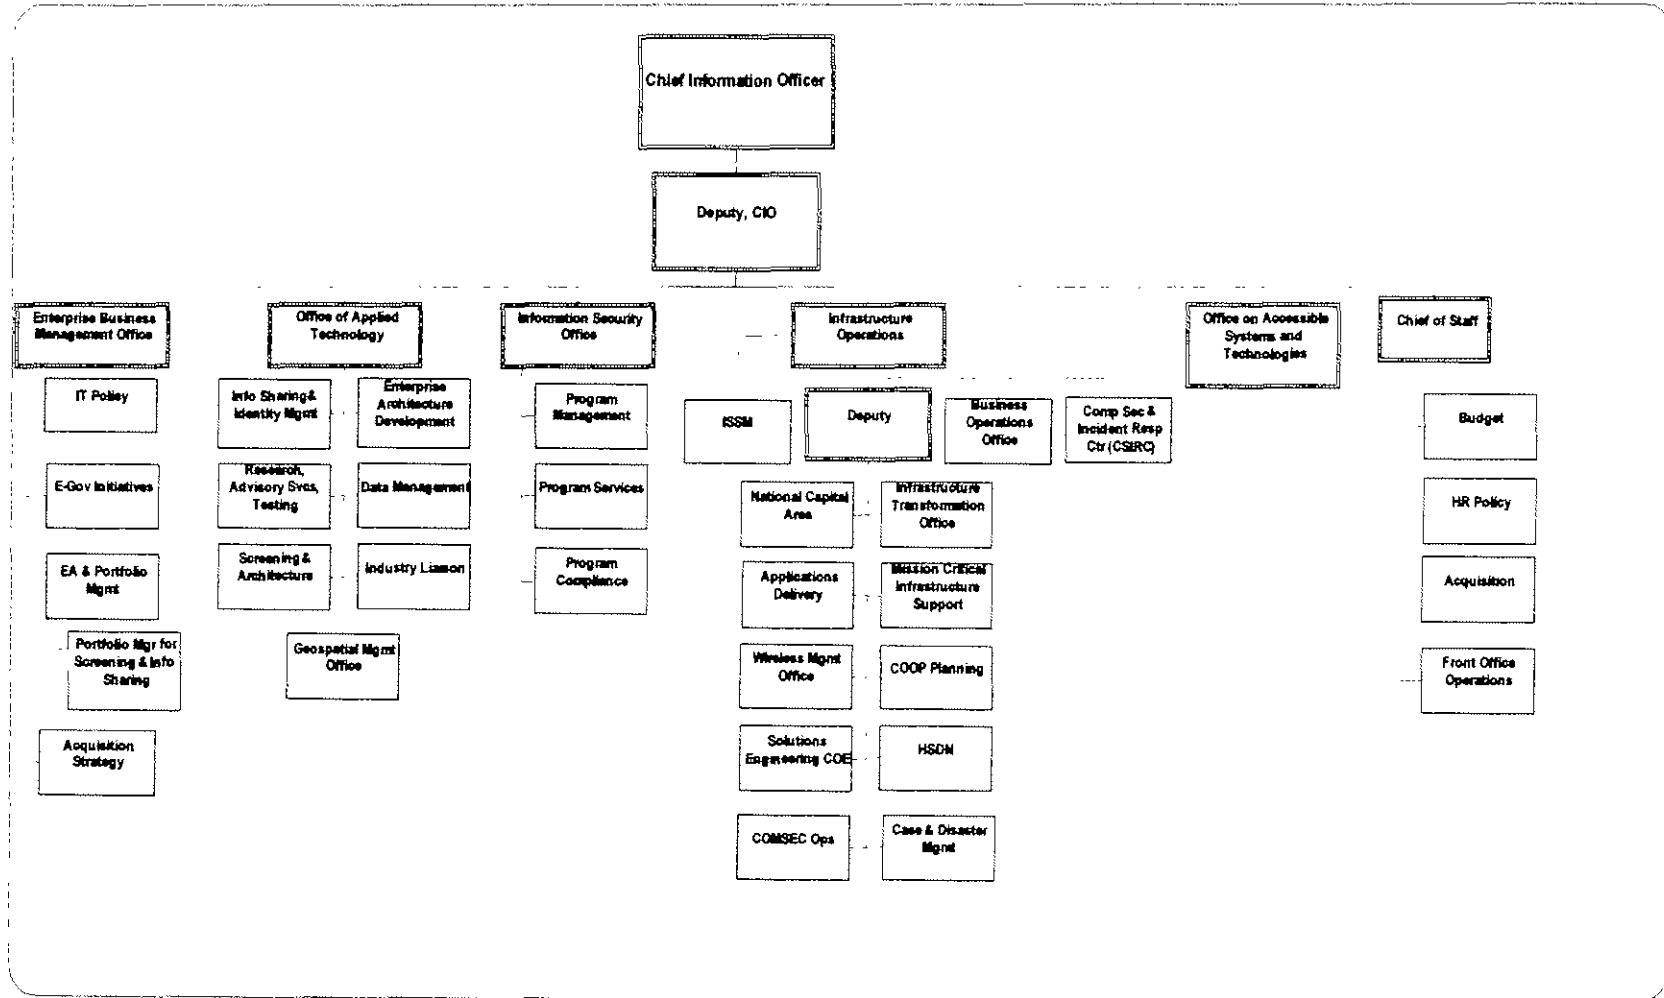 Chief Information Officer
Deputy, CIO
Enterprise Business
Management Office
Office of Applied
Technology
Information Security
Office
Infrastructure
Operations
Office on Accessible
Systems and
Technologies
Chief of Staff
IT Policy
E-Gov Initiatives
EA & Portfolio
Mgmt
Portfolio Mgr for
Screening & Info
Sharing
Acquisition
Strategy
Info Sharing &
Identity Mgmt
Enterprise
Architecture
Development
Research,
Advisory Svcs,
Testing
Data Management
Screening &
Architecture
Industry Liaison
Geospatial Mgmt
Office
Program
Management
Program Services
Program
Compliance
ISSM
Deputy
Business
Operations
Office
Comp Sec &
Incident Resp
Ctr (CSIRC)
National Capital
Area
Infrastructure
Transformation
Office
Applications
Delivery
Mission Critical
Infrastructure
Support
Wireless Mgmt
Office
COOP Planning
Solutions
Engineering COE
HSDN
COMSEC Ops
Case & Disaster
Mgmt
Budget
HR Policy
Acquisition
Front Office
Operations